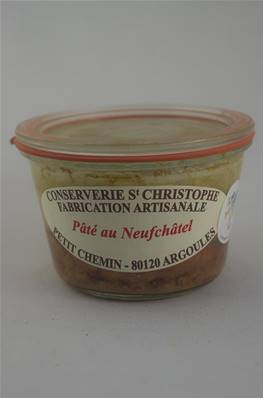 CONSERVERIE Sᵗ CHRISTOPHE
FABRICATION ARTISANALE
Pâté au Neufchâtel
PETIT CHEMIN - 80120 ARGOULES